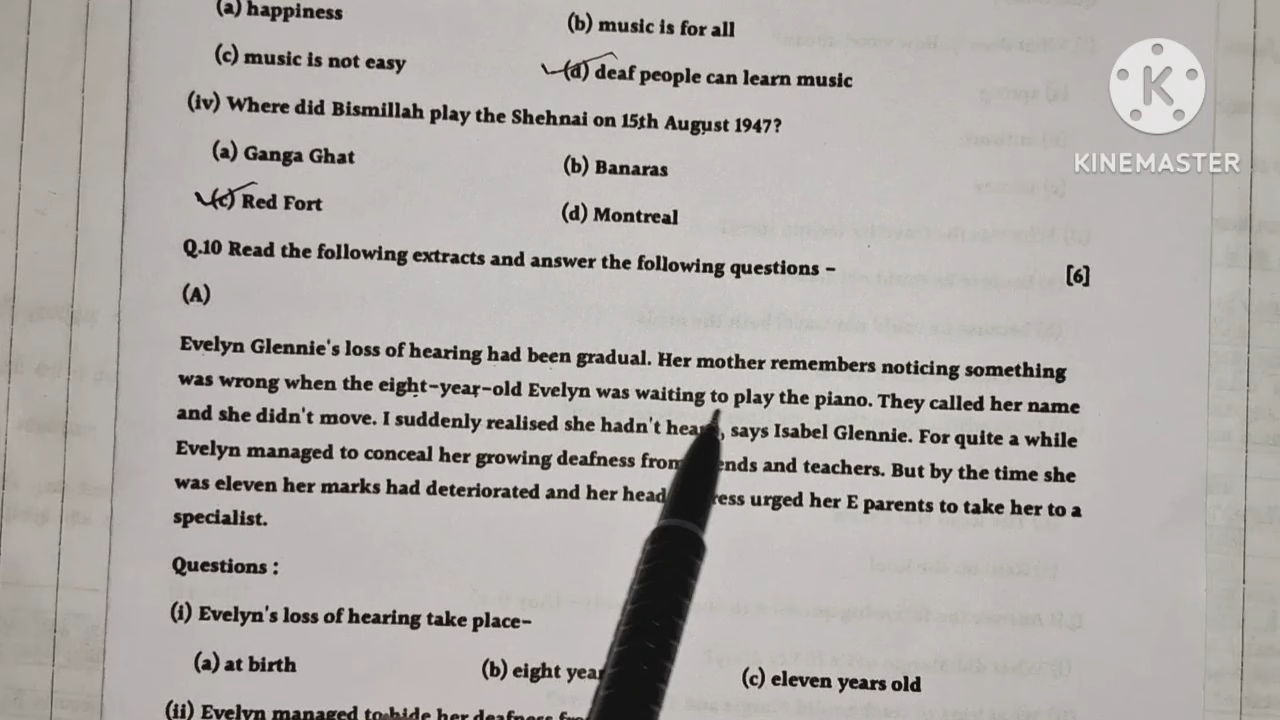 (a) happiness (b) music is for all
(c) music is not easy (d) deaf people can learn music
(iv) Where did Bismillah play the Shehnai on 15th August 1947?
(a) Ganga Ghat (b) Banaras
(c) Red Fort (d) Montreal
Q.10 Read the following extracts and answer the following questions – [6]
(A)
Evelyn Glennie's loss of hearing had been gradual. Her mother remembers noticing something
was wrong when the eight-year-old Evelyn was waiting to play the piano. They called her name
and she didn't move. I suddenly realised she hadn't hear, says Isabel Glennie. For quite a while
Evelyn managed to conceal her growing deafness from ends and teachers. But by the time she
was eleven her marks had deteriorated and her head ress urged her E parents to take her to a
specialist.
Questions :
(i) Evelyn's loss of hearing take place-
(a) at birth (b) eight year (c) eleven years old
(ii) Evelyn managed to hide her deafness
K
KINEMASTER